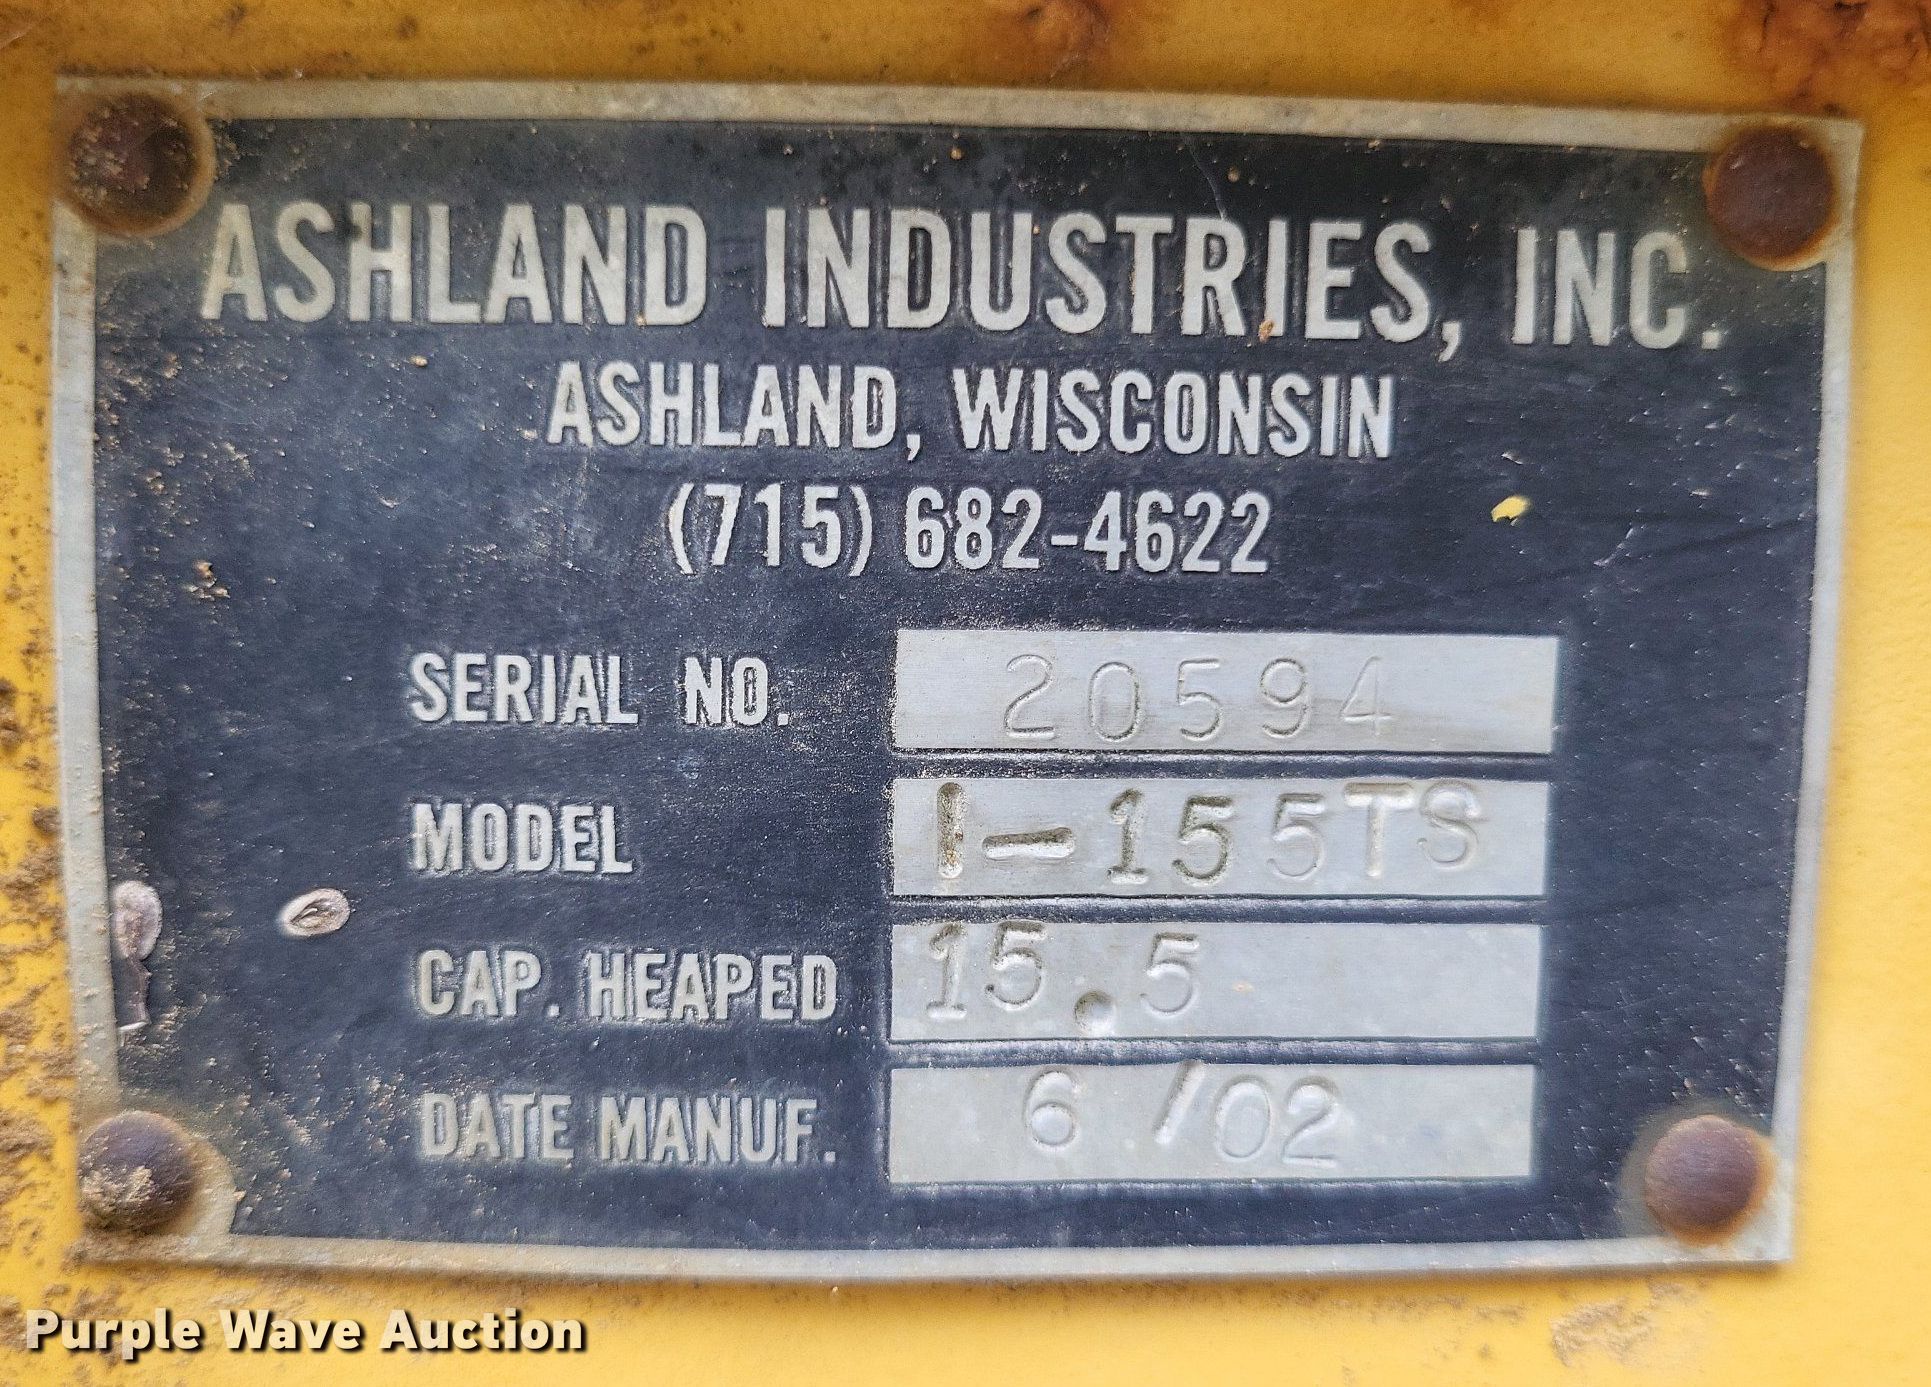 ASHLAND INDUSTRIES, INC.
ASHLAND, WISCONSIN
(715) 682-4622
SERIAL NO. 20594
MODEL I-155TS
CAP. HEAPED 15.5
DATE MANUF. 6/02
Purple Wave Auction